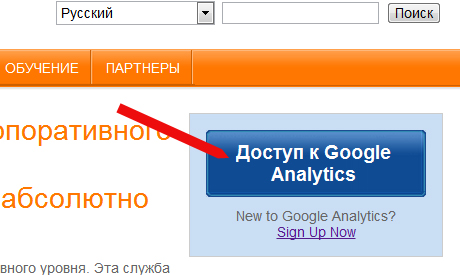 Русский
Поиск
ОБУЧЕНИЕ ПАРТНЕРЫ
опоративного
абсолютно
Доступ к Google
Analytics
New to Google Analytics?
Sign Up Now
вного уровня. Эта служба